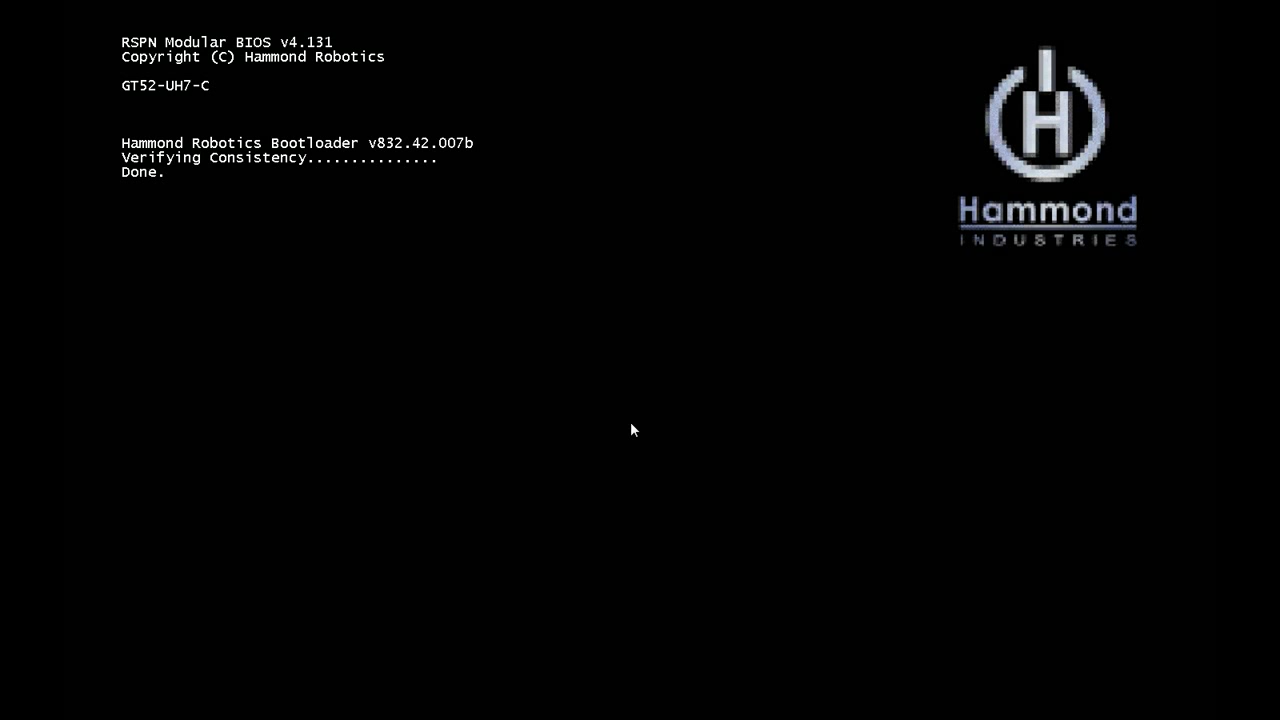 RSPN Modular BIOS v4.131
Copyright (C) Hammond Robotics
GT52-UH7-C
Hammond Robotics Bootloader v832.42.007b
Verifying Consistency...............
Done.
H
Hammond
INDUSTRIES